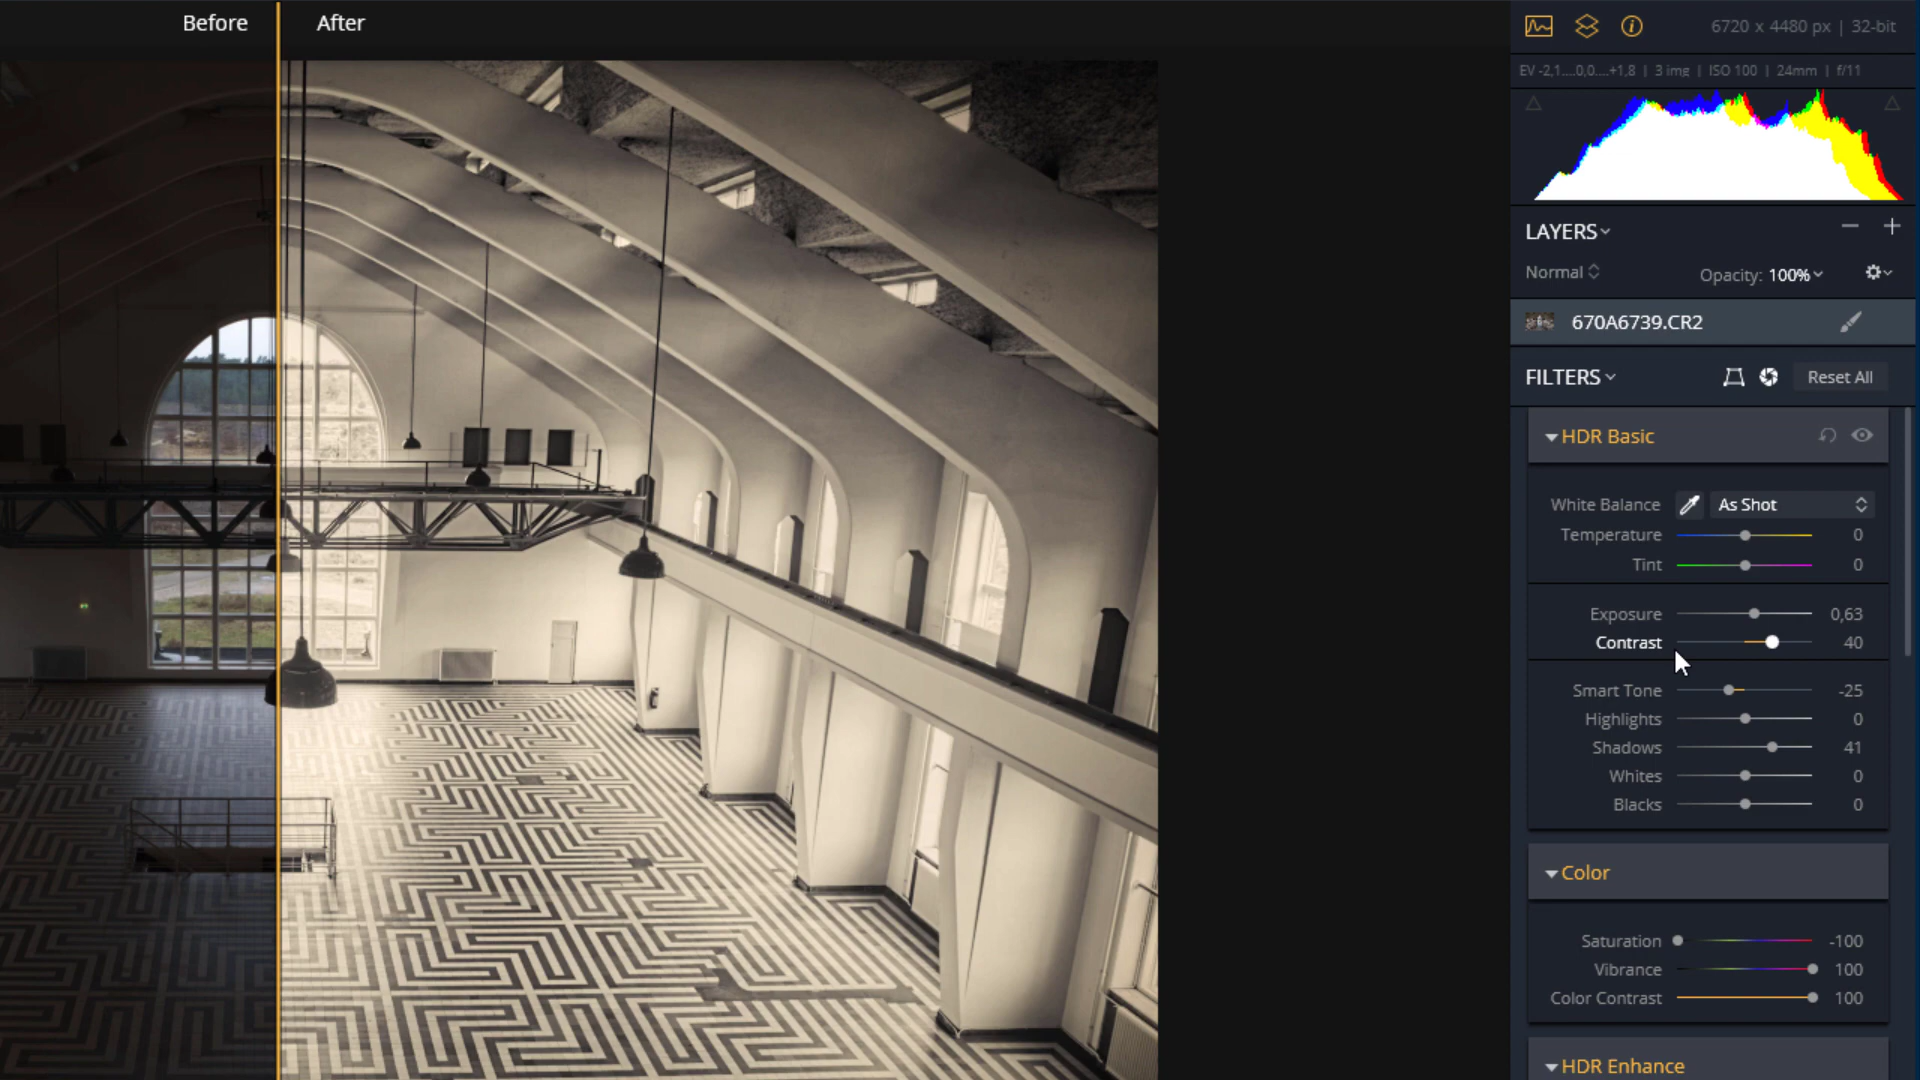 Before
After
6720 x 4480 px | 32-bit
EV -2,1....0,0....+1,8 | 3 img | ISO 100 | 24mm | f/11
LAYERS
Normal
Opacity: 100%
670A6739.CR2
FILTERS
Reset All
HDR Basic
White Balance As Shot
Temperature 0
Tint 0
Exposure 0,63
Contrast 40
Smart Tone -25
Highlights 0
Shadows 41
Whites 0
Blacks 0
Color
Saturation -100
Vibrance 100
Color Contrast 100
HDR Enhance